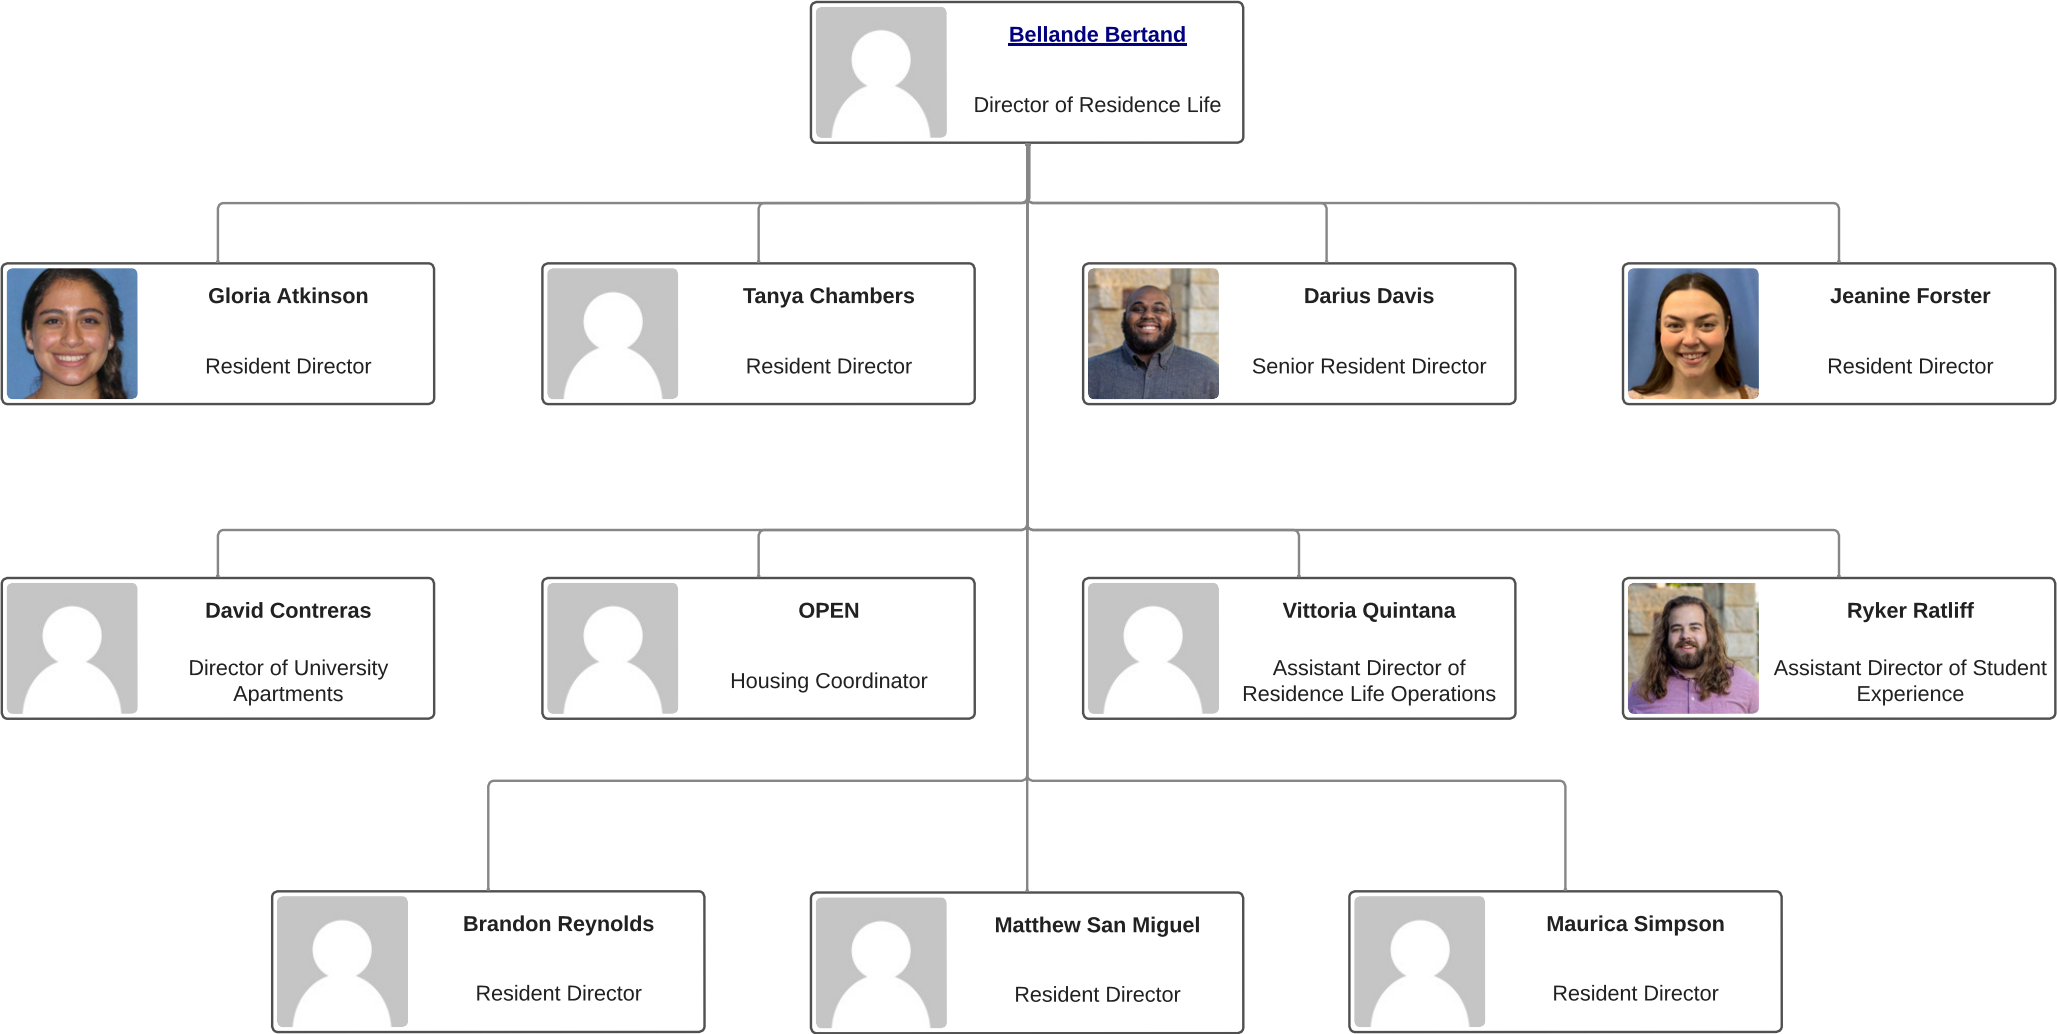 Bellande Bertand
Director of Residence Life
Gloria Atkinson
Resident Director
Tanya Chambers
Resident Director
Darius Davis
Senior Resident Director
Jeanine Forster
Resident Director
David Contreras
Director of University
Apartments
OPEN
Housing Coordinator
Vittoria Quintana
Assistant Director of
Residence Life Operations
Ryker Ratliff
Assistant Director of Student
Experience
Brandon Reynolds
Resident Director
Matthew San Miguel
Resident Director
Maurica Simpson
Resident Director